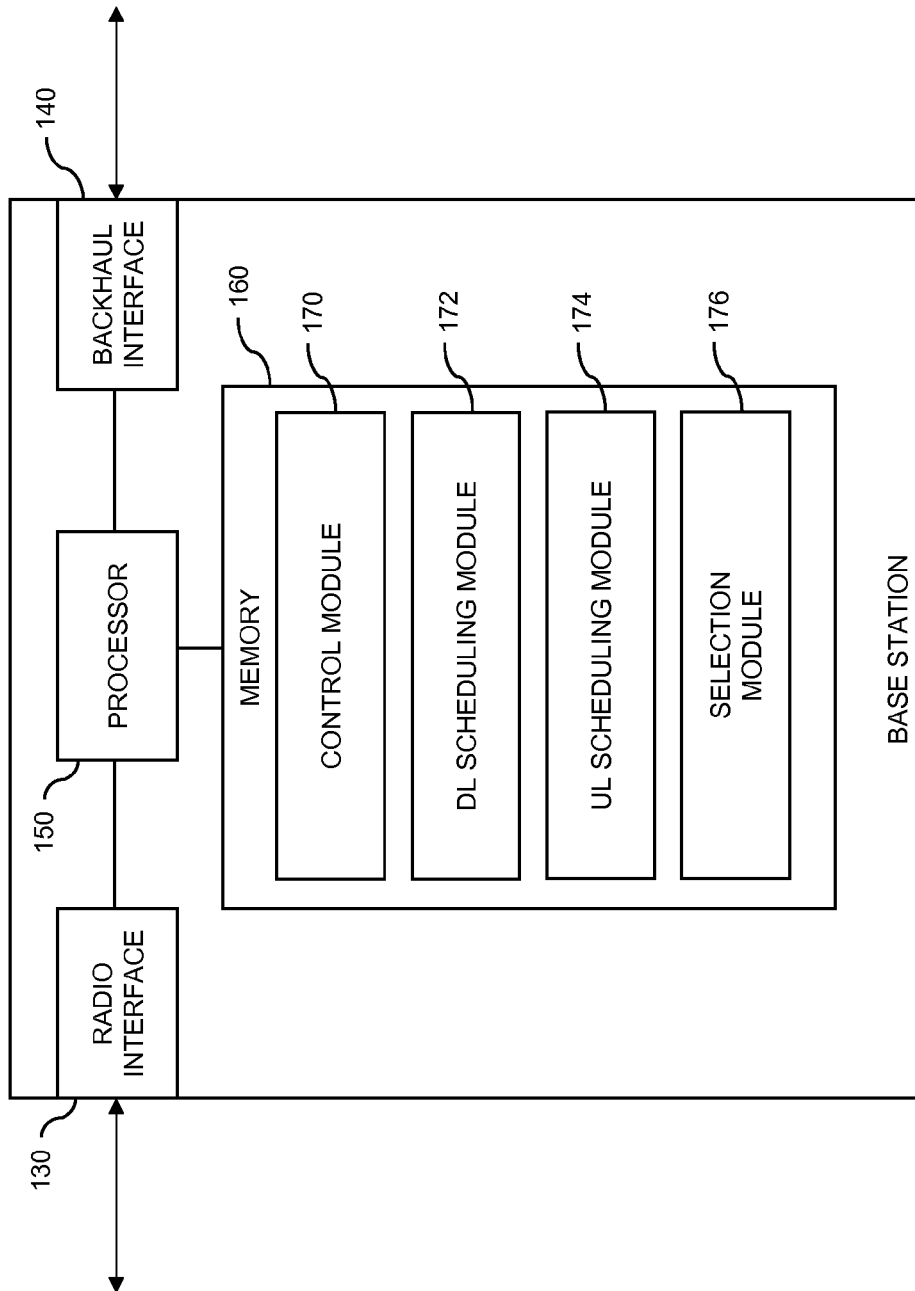 130
RADIO
INTERFACE
150
PROCESSOR
140
BACKHAUL
INTERFACE
MEMORY
160
CONTROL MODULE
170
DL SCHEDULING MODULE
172
UL SCHEDULING MODULE
174
SELECTION
MODULE
176
BASE STATION